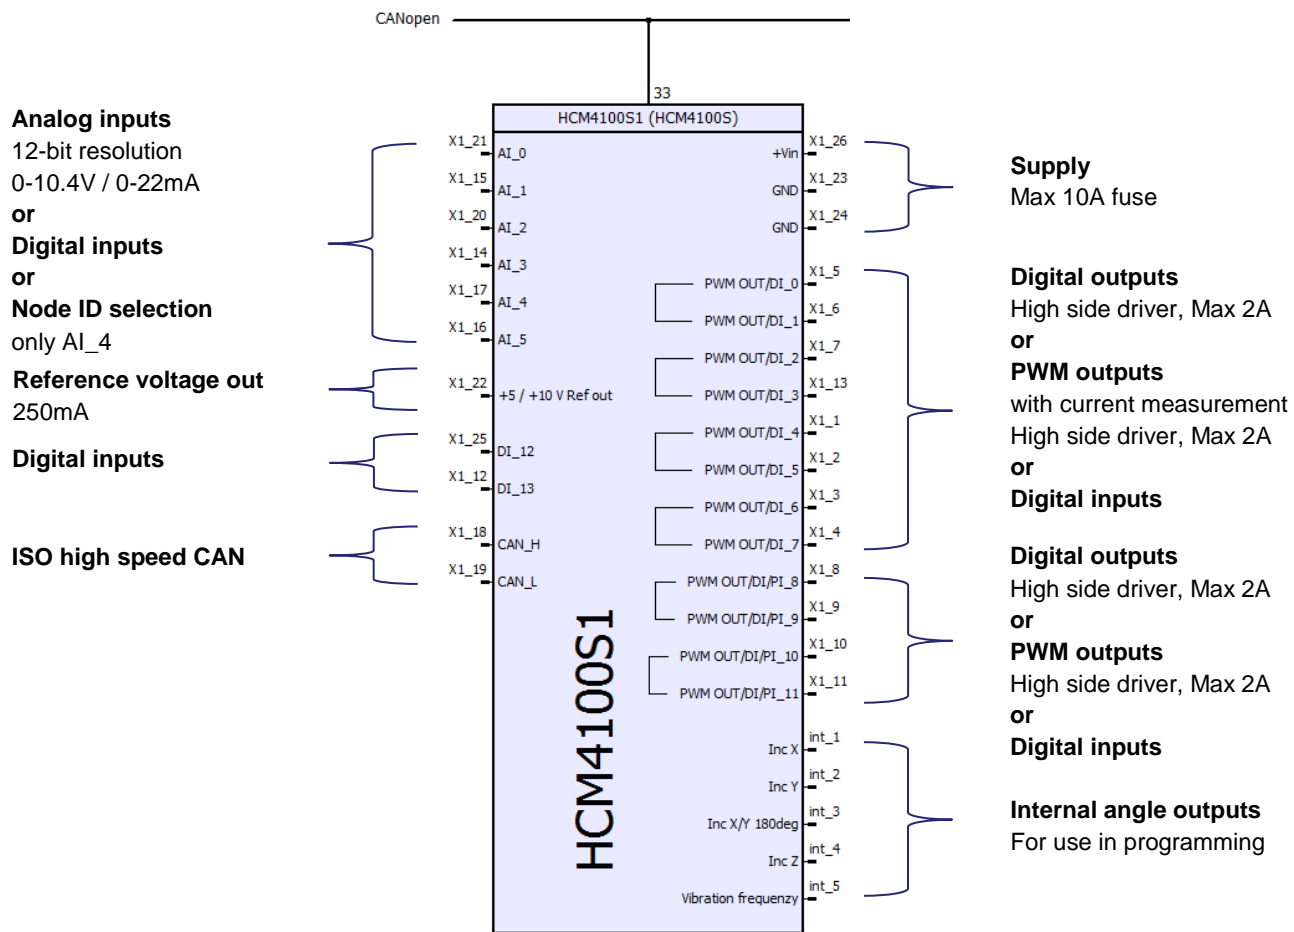 CANopen
33
HCM4100S1 (HCM4100S)
Analog inputs
12-bit resolution
0-10.4V / 0-22mA
or
Digital inputs
or
Node ID selection
only AI_4
Reference voltage out
250mA
Digital inputs
ISO high speed CAN
X1_21 AI_0
X1_15 AI_1
X1_20 AI_2
X1_14 AI_3
X1_17 AI_4
X1_16 AI_5
X1_22 +5 / +10 V Ref out
X1_25 DI_12
X1_12 DI_13
X1_18 CAN_H
X1_19 CAN_L
HCM4100S1
+Vin X1_26
GND X1_23
GND X1_24
PWM OUT/DI_0 X1_5
PWM OUT/DI_1 X1_6
PWM OUT/DI_2 X1_7
PWM OUT/DI_3 X1_13
PWM OUT/DI_4 X1_1
PWM OUT/DI_5 X1_2
PWM OUT/DI_6 X1_3
PWM OUT/DI_7 X1_4
PWM OUT/DI/PI_8 X1_8
PWM OUT/DI/PI_9 X1_9
PWM OUT/DI/PI_10 X1_10
PWM OUT/DI/PI_11 X1_11
Inc X int_1
Inc Y int_2
Inc X/Y 180deg int_3
Inc Z int_4
Vibration frequenzy int_5
Supply
Max 10A fuse
Digital outputs
High side driver, Max 2A
or
PWM outputs
with current measurement
High side driver, Max 2A
or
Digital inputs
Digital outputs
High side driver, Max 2A
or
PWM outputs
High side driver, Max 2A
or
Digital inputs
Internal angle outputs
For use in programming